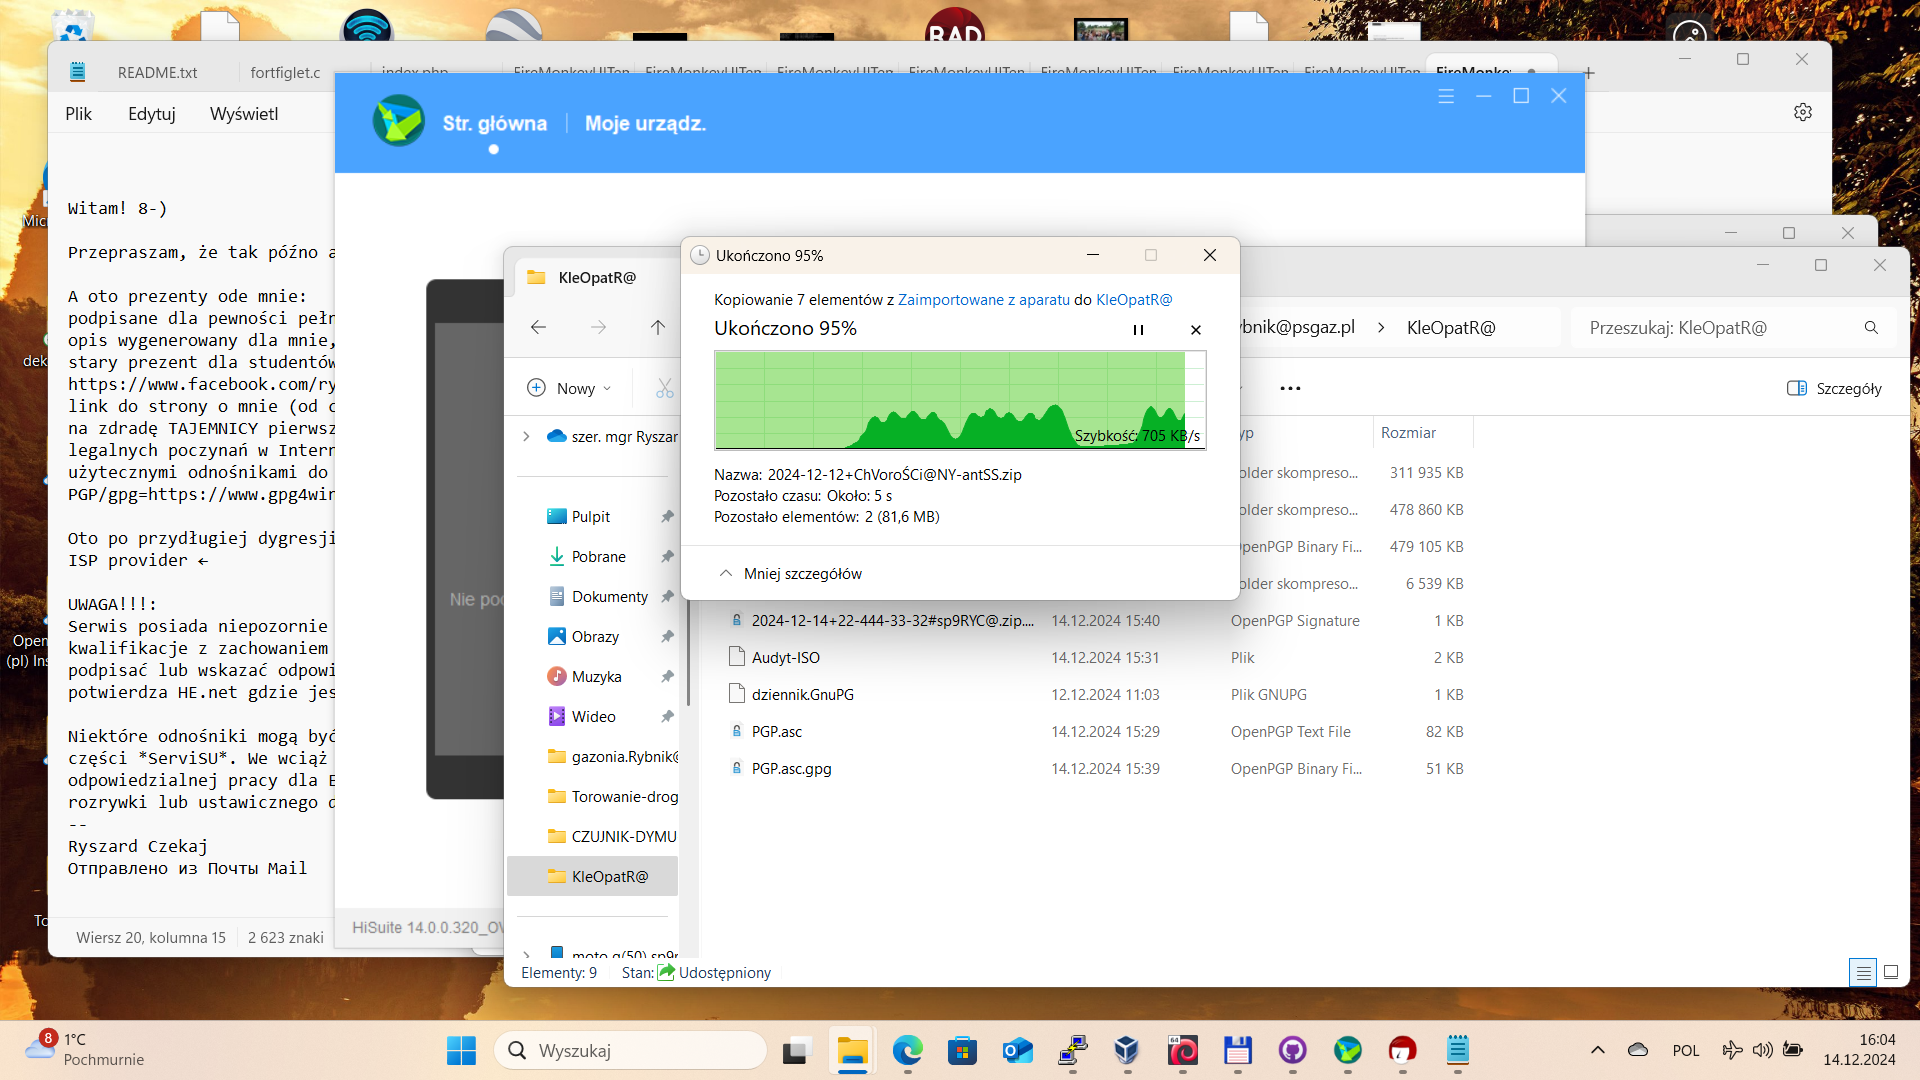 README.txt
fortfiglet.c
index.php
Plik Edytuj Wyświetl
Witam! 8-)
Przepraszam, że tak późno a
A oto prezenty ode mnie:
podpisane dla pewności pełr
opis wygenerowany dla mnie,
stary prezent dla studentów
https://www.facebook.com/ry
link do strony o mnie (od c
na zdradę TAJEMNICY pierwsz
legalnych poczynań w Interr
użytecznymi odnośnikami do
PGP/gpg=https://www.gpg4wir
Oto po przydługiej dygresji
ISP provider ←
UWAGA!!!:
Serwis posiada niepozornie
kwalifikacje z zachowaniem
podpisać lub wskazać odpowi
potwierdza HE.net gdzie jes
Niektóre odnośniki mogą być
części *ServiSU*. We wciąż
odpowiedzialnej pracy dla E
rozrywki lub ustawicznego d
--
Ryszard Czekaj
Отправлено из Почты Mail
Wiersz 20, kolumna 15 2 623 znaki
Str. główna | Moje urządz.
Nie poc
HiSuite 14.0.0.320_OV
KleOpatR@
rybnik@psgaz.pl > KleOpatR@
Przeszukaj: KleOpatR@
Nowy
Szczegóły
szer. mgr Ryszar
Pulpit
Pobrane
Dokumenty
Obrazy
Muzyka
Wideo
gazonia.Rybnik@
Torowanie-drog
CZUJNIK-DYMU
KleOpatR@
moto g(50) sp9r
yp Rozmiar
older skompreso... 311 935 KB
older skompreso... 478 860 KB
penPGP Binary Fi... 479 105 KB
older skompreso... 6 539 KB
2024-12-14+22-444-33-32#sp9RYC@.zip.... 14.12.2024 15:40 OpenPGP Signature 1 KB
Audyt-ISO 14.12.2024 15:31 Plik 2 KB
dziennik.GnuPG 12.12.2024 11:03 Plik GNUPG 1 KB
PGP.asc 14.12.2024 15:29 OpenPGP Text File 82 KB
PGP.asc.gpg 14.12.2024 15:39 OpenPGP Binary Fi... 51 KB
Elementy: 9 Stan: Udostępniony
Ukończono 95%
Kopiowanie 7 elementów z Zaimportowane z aparatu do KleOpatR@
Ukończono 95%
Szybkość: 705 KB/s
Nazwa: 2024-12-12+ChVoroŚCi@NY-antSS.zip
Pozostało czasu: Około: 5 s
Pozostało elementów: 2 (81,6 MB)
Mniej szczegółów
BAD
Micr
dek
Open
(pl) Ins
To
8
1°C
Pochmurnie
Wyszukaj
64
POL
16:04
14.12.2024